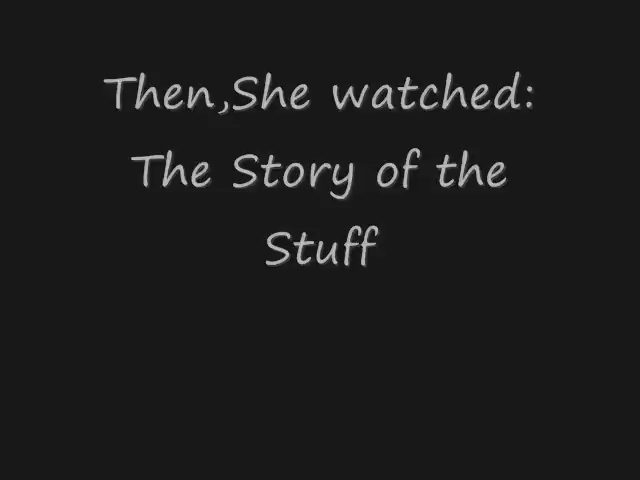 Then,She watched:
The Story of the
Stuff